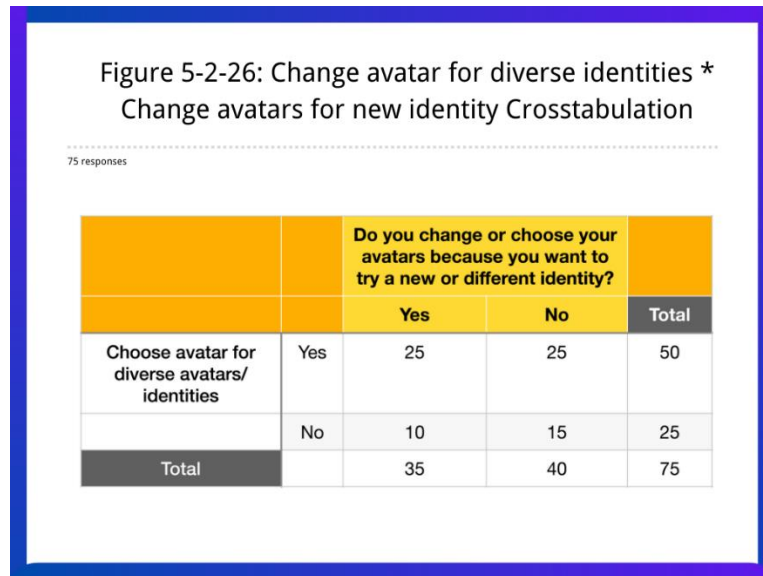 Figure 5-2-26: Change avatar for diverse identities *
Change avatars for new identity Crosstabulation
75 responses
Do you change or choose your
avatars because you want to
try a new or different identity?
Yes No Total
Choose avatar for Yes 25 25 50
diverse avatars/
identities
No 10 15 25
Total 35 40 75